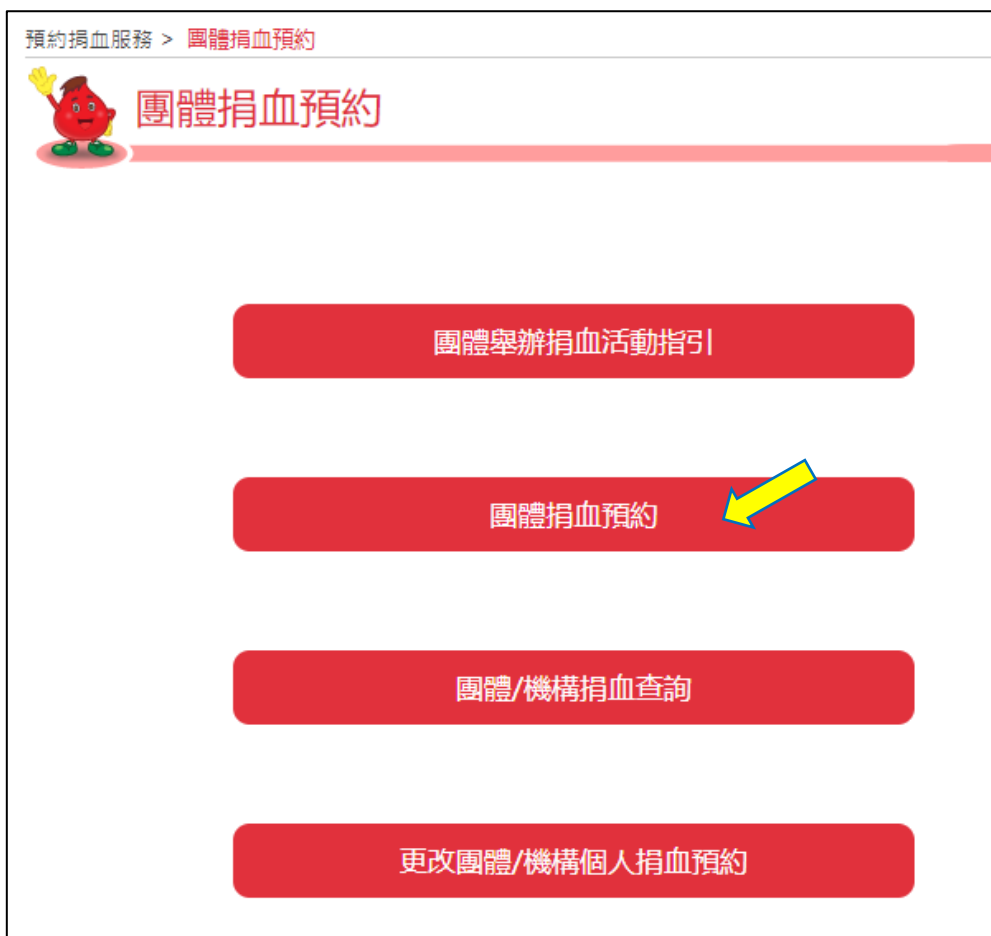 預約捐血服務 > 團體捐血預約
團體捐血預約
團體舉辦捐血活動指引
團體捐血預約
團體/機構捐血查詢
更改團體/機構個人捐血預約